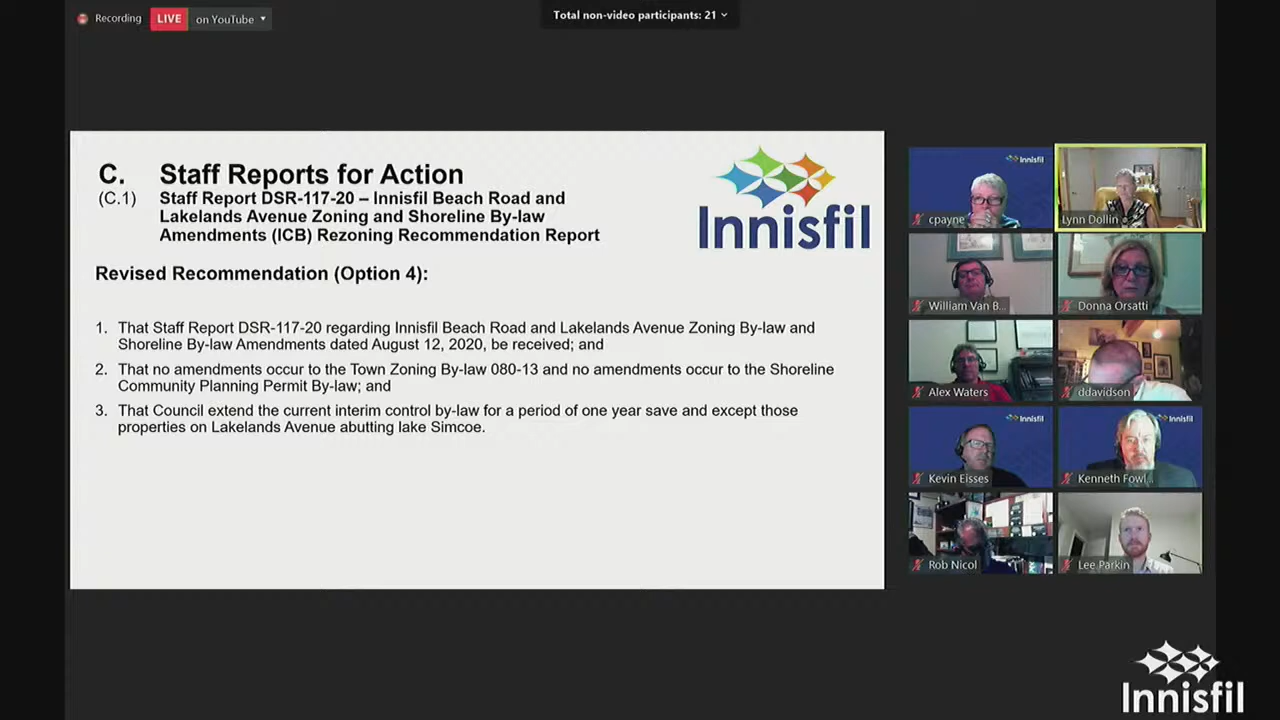 Recording
LIVE
on YouTube
Total non-video participants: 21
C. Staff Reports for Action
(C.1) Staff Report DSR-117-20 – Innisfil Beach Road and
Lakelands Avenue Zoning and Shoreline By-law
Amendments (ICB) Rezoning Recommendation Report
Innisfil
Revised Recommendation (Option 4):
1. That Staff Report DSR-117-20 regarding Innisfil Beach Road and Lakelands Avenue Zoning By-law and
Shoreline By-law Amendments dated August 12, 2020, be received; and
2. That no amendments occur to the Town Zoning By-law 080-13 and no amendments occur to the Shoreline
Community Planning Permit By-law; and
3. That Council extend the current interim control by-law for a period of one year save and except those
properties on Lakelands Avenue abutting lake Simcoe.
Innisfil
cpayne
Lynn Dollin
William Van B...
Donna Orsatti
Alex Waters
ddavidson
Innisfil
Innisfil
Kevin Eisses
Kenneth Fowl...
Rob Nicol
Lee Parkin
Innisfil